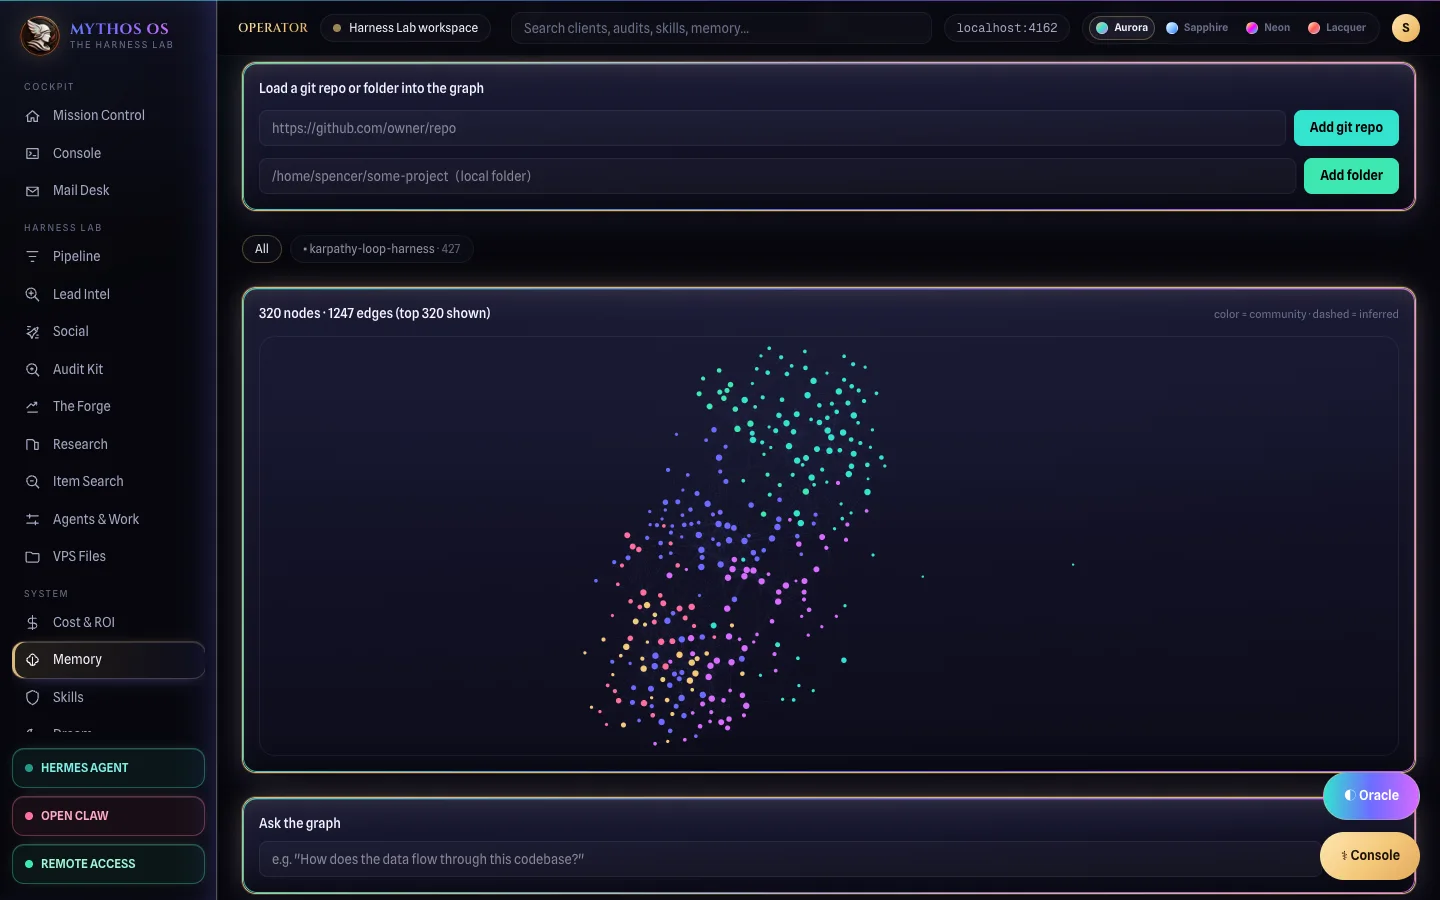 MYTHOS OS
THE HARNESS LAB
COCKPIT
Mission Control
Console
Mail Desk
HARNESS LAB
Pipeline
Lead Intel
Social
Audit Kit
The Forge
Research
Item Search
Agents & Work
VPS Files
SYSTEM
Cost & ROI
Memory
Skills
HERMES AGENT
OPEN CLAW
REMOTE ACCESS
OPERATOR
Harness Lab workspace
Search clients, audits, skills, memory...
localhost:4162
Aurora
Sapphire
Neon
Lacquer
S
Load a git repo or folder into the graph
https://github.com/owner/repo
Add git repo
/home/spencer/some-project (local folder)
Add folder
All
• karpathy-loop-harness · 427
320 nodes · 1247 edges (top 320 shown)
color = community · dashed = inferred
Oracle
Ask the graph
e.g. "How does the data flow through this codebase?"
Console